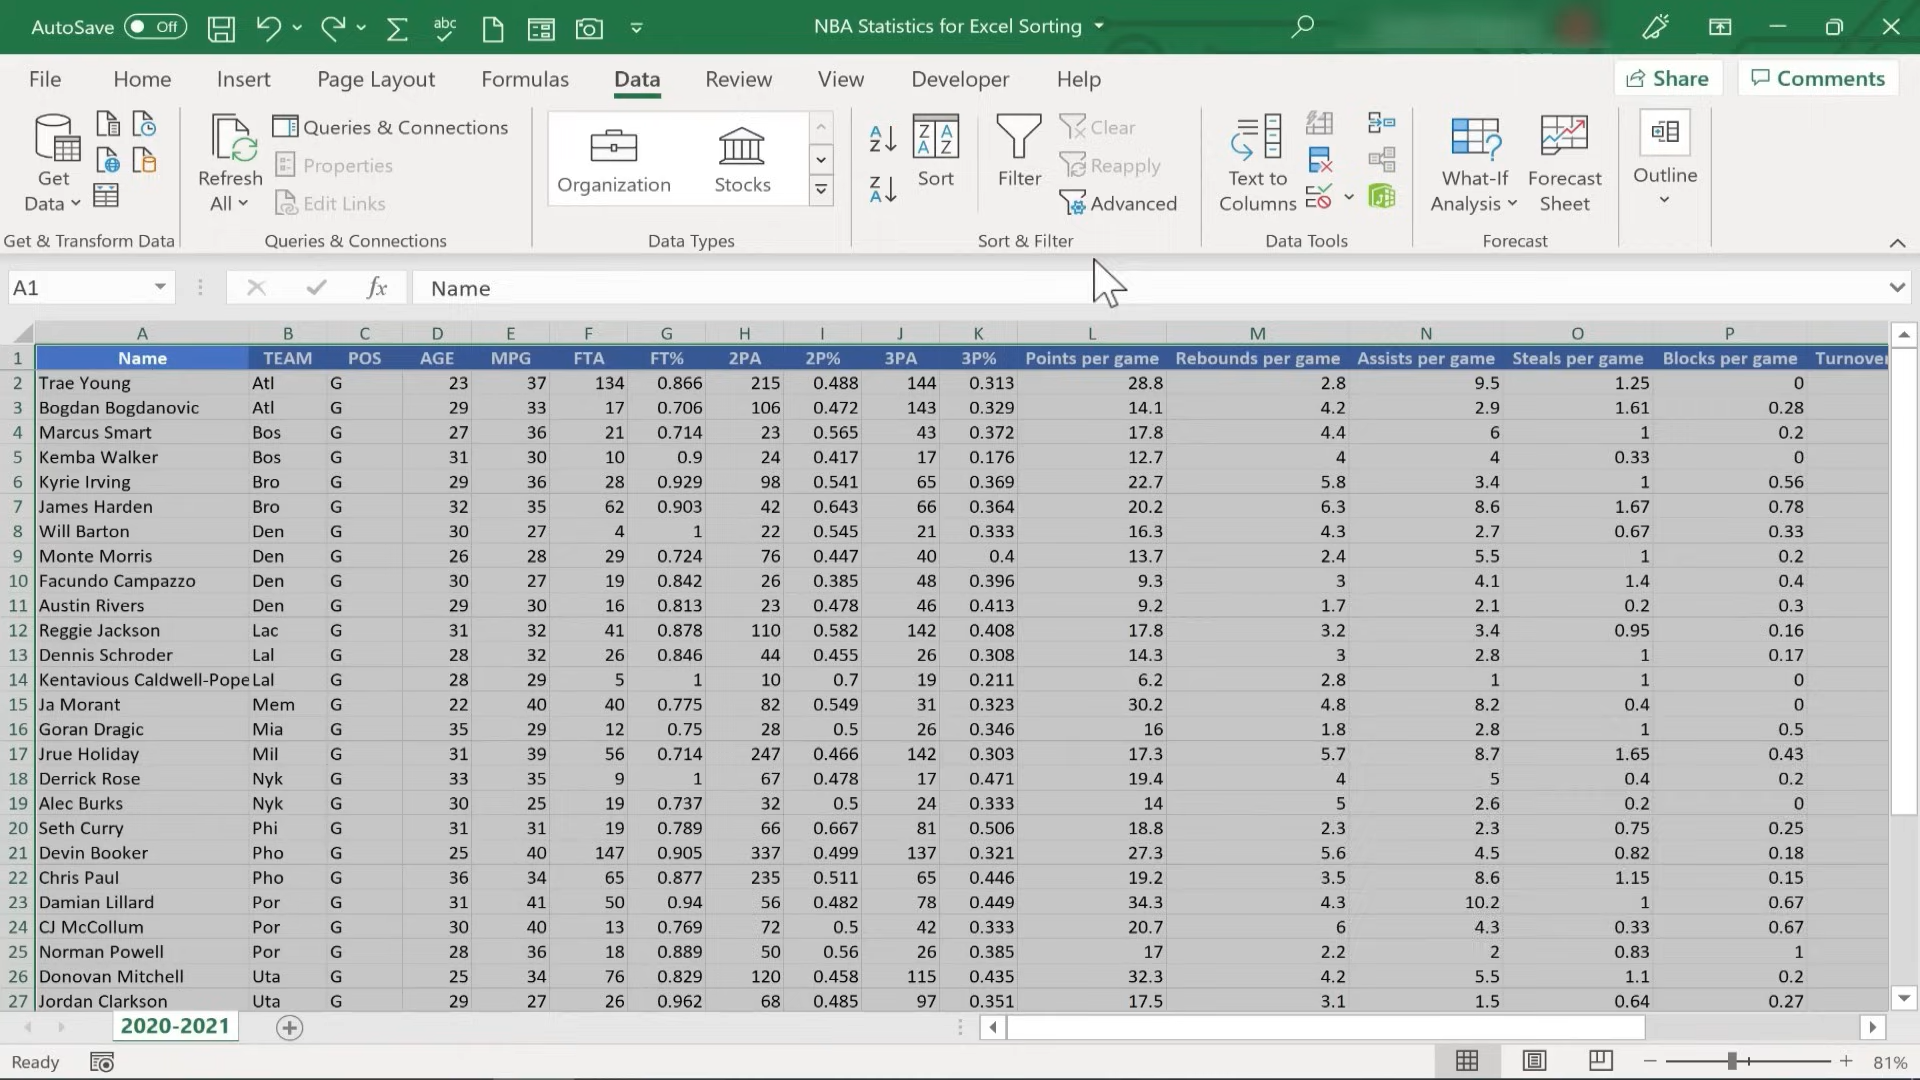 AutoSave Off abc NBA Statistics for Excel Sorting
File Home Insert Page Layout Formulas Data Review View Developer Help Share Comments
Get Data
Get & Transform Data
Refresh All
Queries & Connections
Properties
Edit Links
Queries & Connections
Organization Stocks
Data Types
A Z
Z A
Z A A Z
Sort
Filter
Clear
Reapply
Advanced
Sort & Filter
Text to Columns
Data Tools
What-If Analysis
Forecast Sheet
Forecast
Outline
A1 fx Name
A B C D E F G H I J K L M N O P
1 Name TEAM POS AGE MPG FTA FT% 2PA 2P% 3PA 3P% Points per game Rebounds per game Assists per game Steals per game Blocks per game Turnover
2 Trae Young Atl G 23 37 134 0.866 215 0.488 144 0.313 28.8 2.8 9.5 1.25 0
3 Bogdan Bogdanovic Atl G 29 33 17 0.706 106 0.472 143 0.329 14.1 4.2 2.9 1.61 0.28
4 Marcus Smart Bos G 27 36 21 0.714 23 0.565 43 0.372 17.8 4.4 6 1 0.2
5 Kemba Walker Bos G 31 30 10 0.9 24 0.417 17 0.176 12.7 4 4 0.33 0
6 Kyrie Irving Bro G 29 36 28 0.929 98 0.541 65 0.369 22.7 5.8 3.4 1 0.56
7 James Harden Bro G 32 35 62 0.903 42 0.643 66 0.364 20.2 6.3 8.6 1.67 0.78
8 Will Barton Den G 30 27 4 1 22 0.545 21 0.333 16.3 4.3 2.7 0.67 0.33
9 Monte Morris Den G 26 28 29 0.724 76 0.447 40 0.4 13.7 2.4 5.5 1 0.2
10 Facundo Campazzo Den G 30 27 19 0.842 26 0.385 48 0.396 9.3 3 4.1 1.4 0.4
11 Austin Rivers Den G 29 30 16 0.813 23 0.478 46 0.413 9.2 1.7 2.1 0.2 0.3
12 Reggie Jackson Lac G 31 32 41 0.878 110 0.582 142 0.408 17.8 3.2 3.4 0.95 0.16
13 Dennis Schroder Lal G 28 32 26 0.846 44 0.455 26 0.308 14.3 3 2.8 1 0.17
14 Kentavious Caldwell-Pope Lal G 28 29 5 1 10 0.7 19 0.211 6.2 2.8 1 1 0
15 Ja Morant Mem G 22 40 40 0.775 82 0.549 31 0.323 30.2 4.8 8.2 0.4 0
16 Goran Dragic Mia G 35 29 12 0.75 28 0.5 26 0.346 16 1.8 2.8 1 0.5
17 Jrue Holiday Mil G 31 39 56 0.714 247 0.466 142 0.303 17.3 5.7 8.7 1.65 0.43
18 Derrick Rose Nyk G 33 35 9 1 67 0.478 17 0.471 19.4 4 5 0.4 0.2
19 Alec Burks Nyk G 30 25 19 0.737 32 0.5 24 0.333 14 5 2.6 0.2 0
20 Seth Curry Phi G 31 31 19 0.789 66 0.667 81 0.506 18.8 2.3 2.3 0.75 0.25
21 Devin Booker Pho G 25 40 147 0.905 337 0.499 137 0.321 27.3 5.6 4.5 0.82 0.18
22 Chris Paul Pho G 36 34 65 0.877 235 0.511 65 0.446 19.2 3.5 8.6 1.15 0.15
23 Damian Lillard Por G 31 41 50 0.94 56 0.482 78 0.449 34.3 4.3 10.2 1 0.67
24 CJ McCollum Por G 30 40 13 0.769 72 0.5 42 0.333 20.7 6 4.3 0.33 0.67
25 Norman Powell Por G 28 36 18 0.889 50 0.56 26 0.385 17 2.2 2 0.83 1
26 Donovan Mitchell Uta G 25 34 76 0.829 120 0.458 115 0.435 32.3 4.2 5.5 1.1 0.2
27 Jordan Clarkson Uta G 29 27 26 0.962 68 0.485 97 0.351 17.5 3.1 1.5 0.64 0.27
2020-2021
Ready 81%